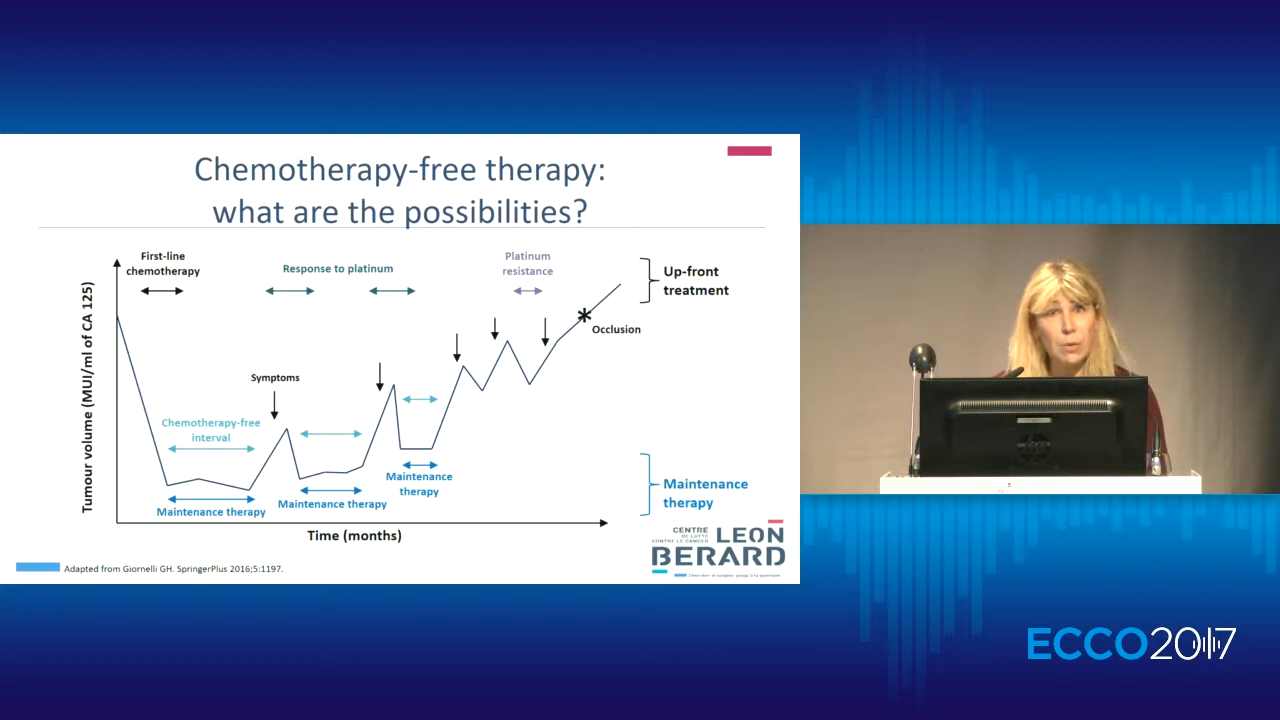 Chemotherapy-free therapy:
what are the possibilities?
First-line
chemotherapy
Response to platinum
Platinum
resistance
Up-front
treatment
Occlusion
Symptoms
Chemotherapy-free
interval
Maintenance therapy
Maintenance therapy
Maintenance
therapy
Maintenance
therapy
Tumour volume (MUI/ml of CA 125)
Time (months)
CENTRE
DE LUTTE
CONTRE LE CANCER
LEON
BERARD
Adapted from Giornelli GH. SpringerPlus 2016;5:1197.
ECCO2017